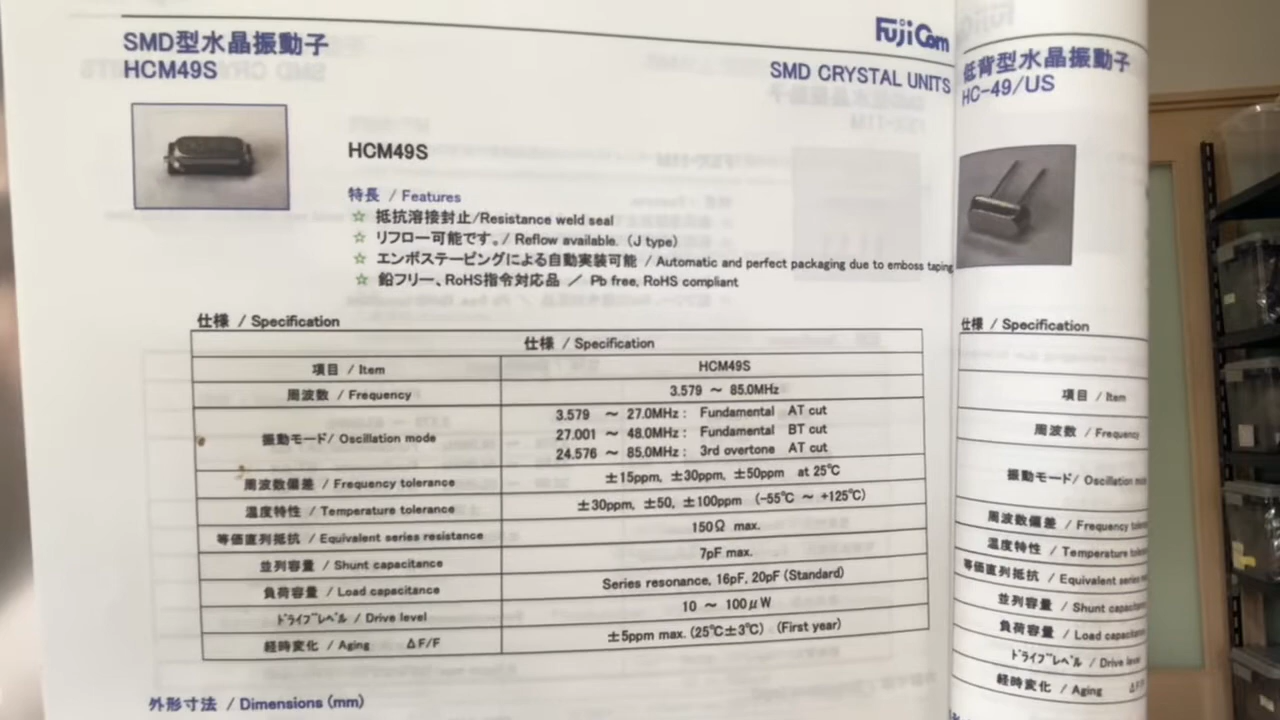 SMD型水晶振動子
HCM49S
FujiCom
SMD CRYSTAL UNITS
HCM49S
特長 / Features
☆ 抵抗溶接封止/Resistance weld seal
☆ リフロー可能です。/ Reflow available. (J type)
☆ エンボステーピングによる自動実装可能 / Automatic and perfect packaging due to emboss taping
☆ 鉛フリー、RoHS指令対応品 / Pb free, RoHS compliant
仕様 / Specification
仕様 / Specification
項目 / Item HCM49S
周波数 / Frequency 3.579 ~ 85.0MHz
振動モード/ Oscillation mode
3.579 ~ 27.0MHz : Fundamental AT cut
27.001 ~ 48.0MHz : Fundamental BT cut
24.576 ~ 85.0MHz : 3rd overtone AT cut
周波数偏差 / Frequency tolerance ±15ppm, ±30ppm, ±50ppm at 25℃
温度特性 / Temperature tolerance ±30ppm, ±50, ±100ppm (-55℃ ~ +125℃)
等価直列抵抗 / Equivalent series resistance 150Ω max.
並列容量 / Shunt capacitance 7pF max.
負荷容量 / Load capacitance Series resonance, 16pF, 20pF (Standard)
ﾄﾞﾗｲﾌﾞﾚﾍﾞﾙ / Drive level 10 ~ 100μW
経時変化 / Aging ΔF/F ±5ppm max. (25℃±3℃) (First year)
外形寸法 / Dimensions (mm)
低背型水晶振動子
HC-49/US
仕様 / Specification
項目 / Item
周波数 / Frequency
振動モード/ Oscillation
周波数偏差 / Frequency
温度特性 / Temperature
等価直列抵抗 / Equivalent
並列容量 / Shunt
負荷容量 / Load
ﾄﾞﾗｲﾌﾞﾚﾍﾞﾙ / Drive
経時変化 / Aging